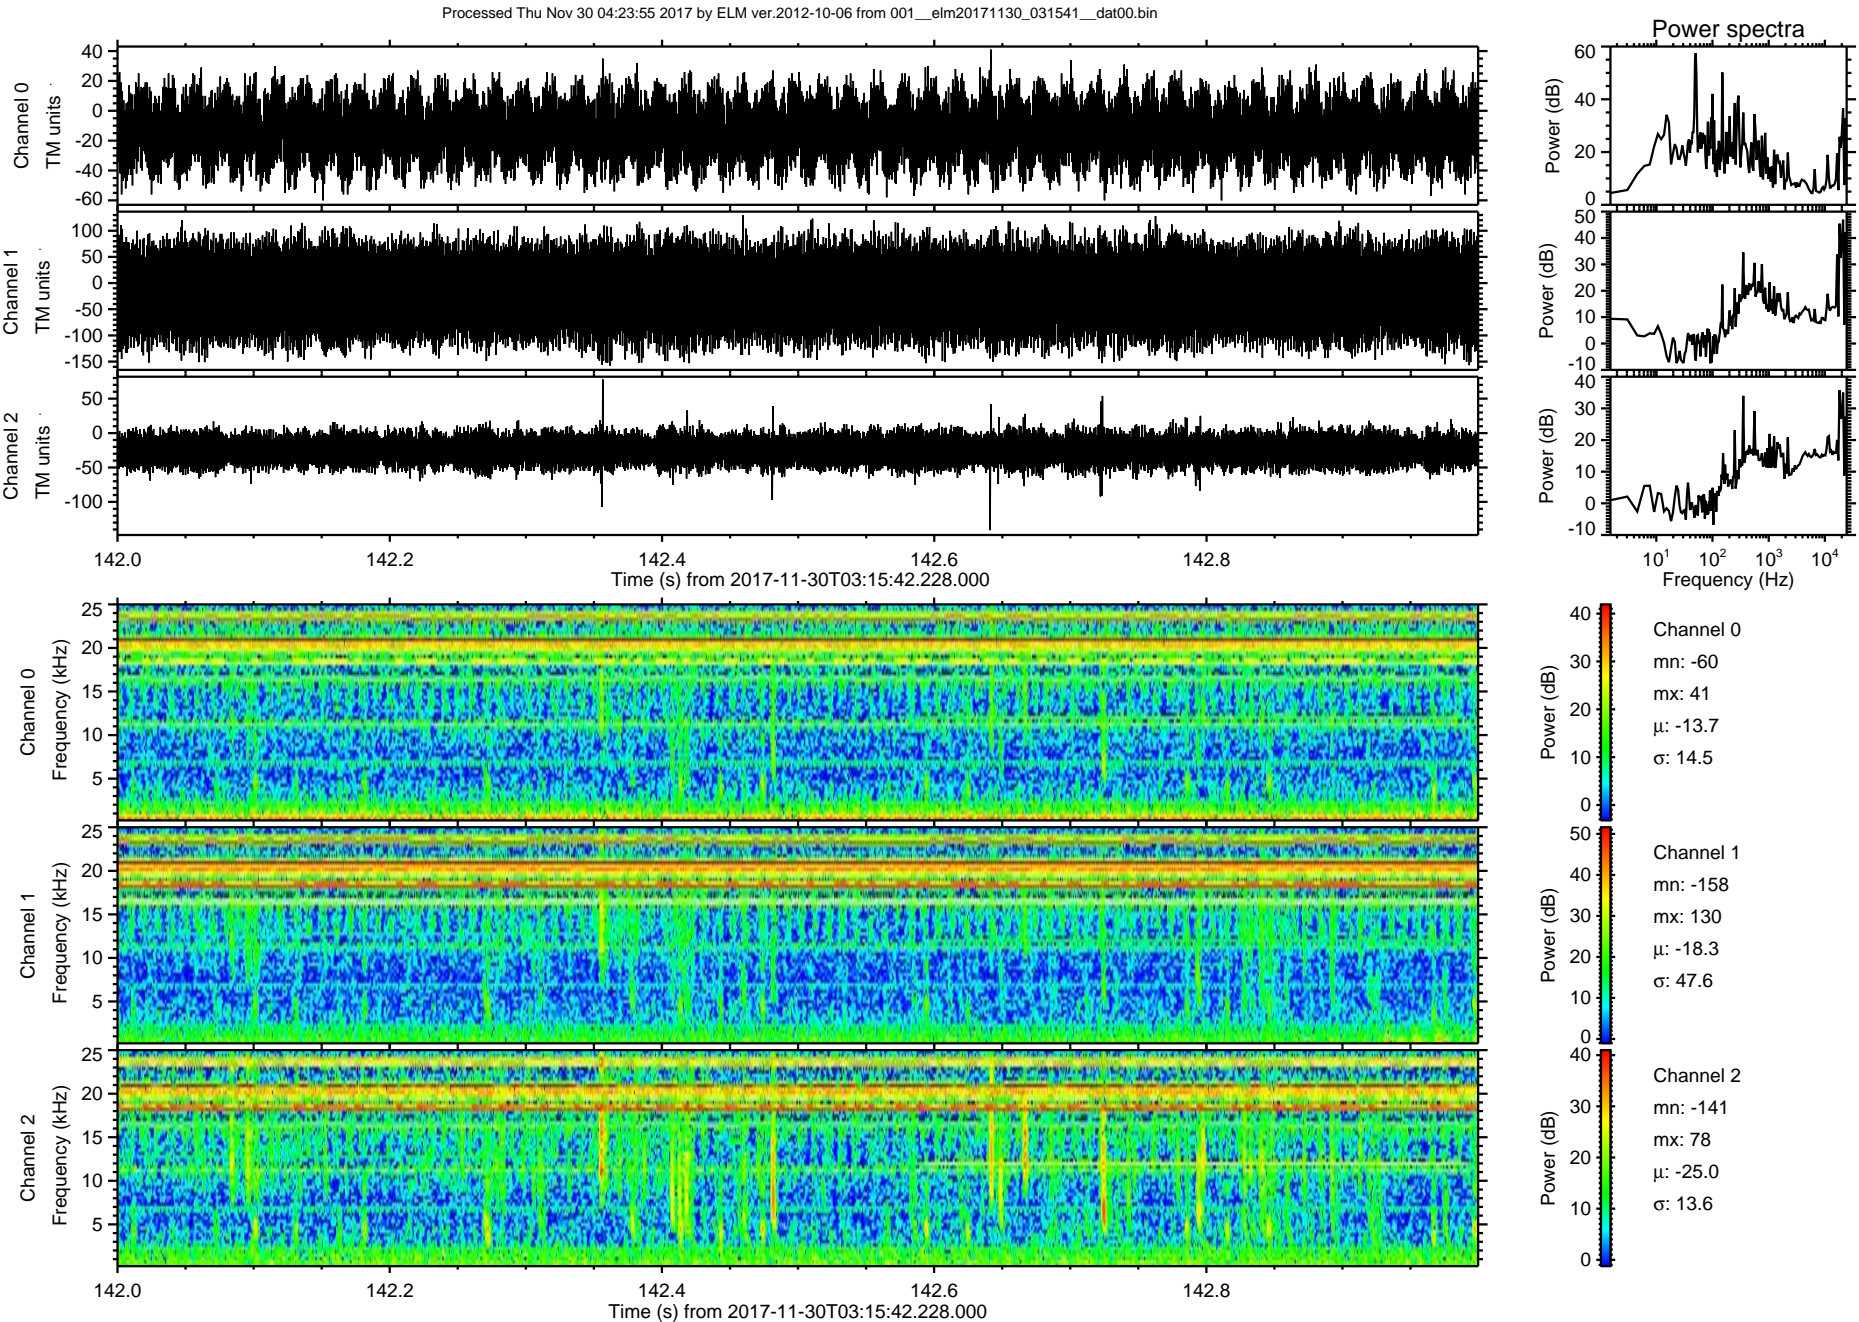 Processed Thu Nov 30 04:23:55 2017 by ELM ver.2012-10-06 from 001__elm20171130_031541__dat00.bin
Power spectra
Channel 0
TM units
40
20
0
-20
-40
-60
Power (dB)
60
40
20
0
Channel 1
TM units
100
50
0
-50
-100
-150
Power (dB)
50
40
30
20
10
0
-10
Channel 2
TM units
50
0
-50
-100
Power (dB)
40
30
20
10
0
-10
142.0 142.2 142.4 142.6 142.8
Time (s) from 2017-11-30T03:15:42.228.000
10^1 10^2 10^3 10^4
Frequency (Hz)
Channel 0
Frequency (kHz)
25
20
15
10
5
Power (dB)
40
30
20
10
0
Channel 0
mn: -60
mx: 41
μ: -13.7
σ: 14.5
Channel 1
Frequency (kHz)
25
20
15
10
5
Power (dB)
50
40
30
20
10
0
Channel 1
mn: -158
mx: 130
μ: -18.3
σ: 47.6
Channel 2
Frequency (kHz)
25
20
15
10
5
Power (dB)
40
30
20
10
0
Channel 2
mn: -141
mx: 78
μ: -25.0
σ: 13.6
142.0 142.2 142.4 142.6 142.8
Time (s) from 2017-11-30T03:15:42.228.000